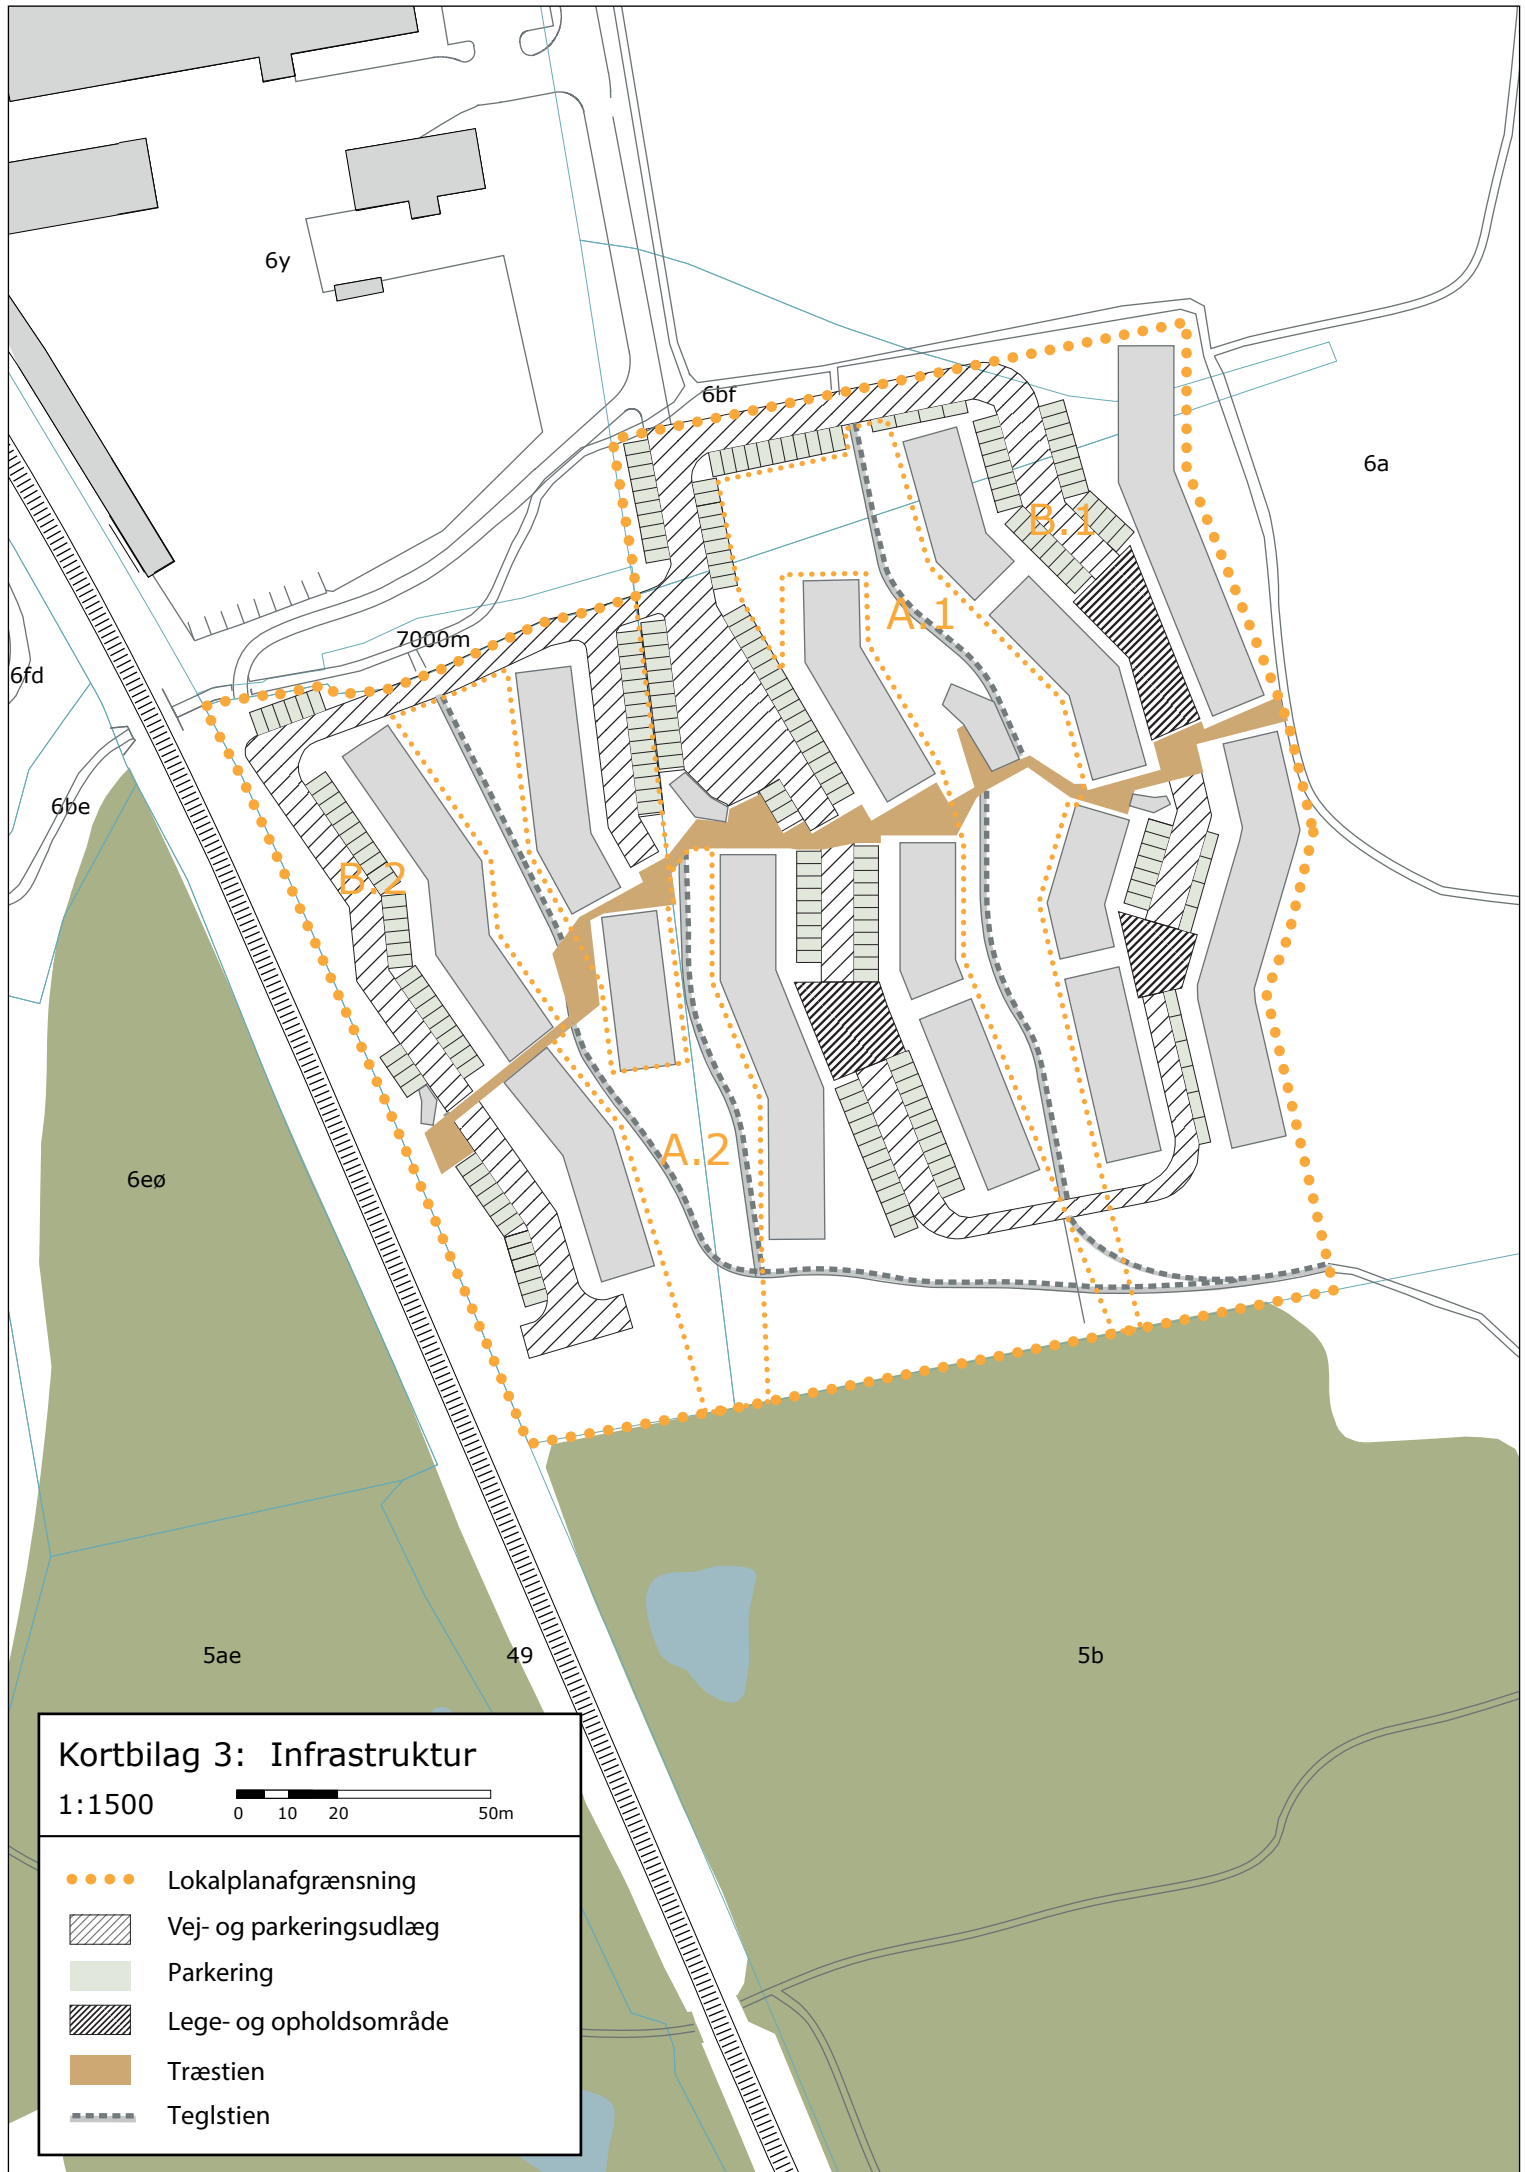 6y
6bf
6a
B.1
A.1
7000m
6fd
6be
B.2
A.2
6eø
5ae
49
5b
Kortbilag 3: Infrastruktur
1:1500
0 10 20 50m
Lokalplanafgrænsning
Vej- og parkeringsudlæg
Parkering
Lege- og opholdsområde
Træstien
Teglstien